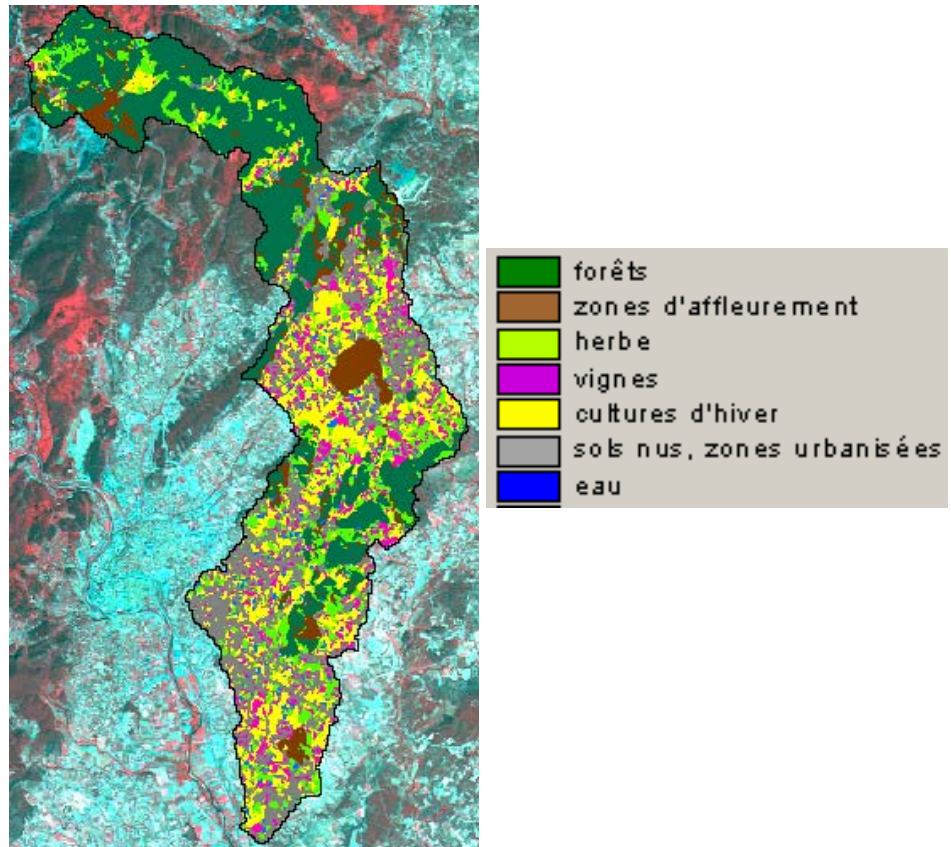 forêts
zones d'affleurement
herbe
vignes
cultures d'hiver
sols nus, zones urbanisées
eau